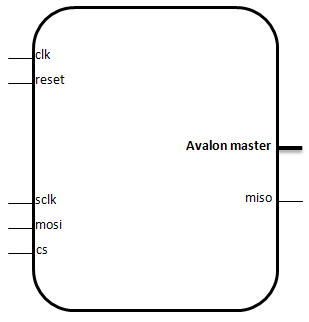 clk
reset
Avalon master
sclk
miso
mosi
cs